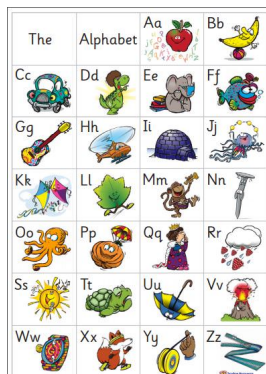 The Alphabet Aa Bb
Cc Dd Ee Ff
Gg Hh Ii Jj
Kk Ll Mm Nn
Oo Pp Qq Rr
Ss Tt Uu Vv
Ww Xx Yy Zz